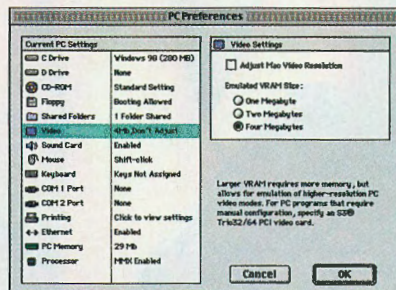 PC Preferences
Current PC Settings
C Drive Windows 98 (280 MB)
D Drive None
CD-ROM Standard Setting
Floppy Booting Allowed
Shared Folders 1 Folder Shared
Video 4Mb,Don't Adjust
Sound Card Enabled
Mouse Shift-click
Keyboard Keys Not Assigned
COM 1 Port None
COM 2 Port None
Printing Click to view settings
Ethernet Enabled
PC Memory 29 Mb
Processor MMX Enabled
Video Settings
Adjust Mac Video Resolution
Emulated VRAM Size:
One Megabyte
Two Megabytes
Four Megabytes
Larger VRAM requires more memory, but
allows for emulation of higher-resolution PC
video modes. For PC programs that require
manual configuration, specify an S3®
Trio32/64 PCI video card.
Cancel
OK